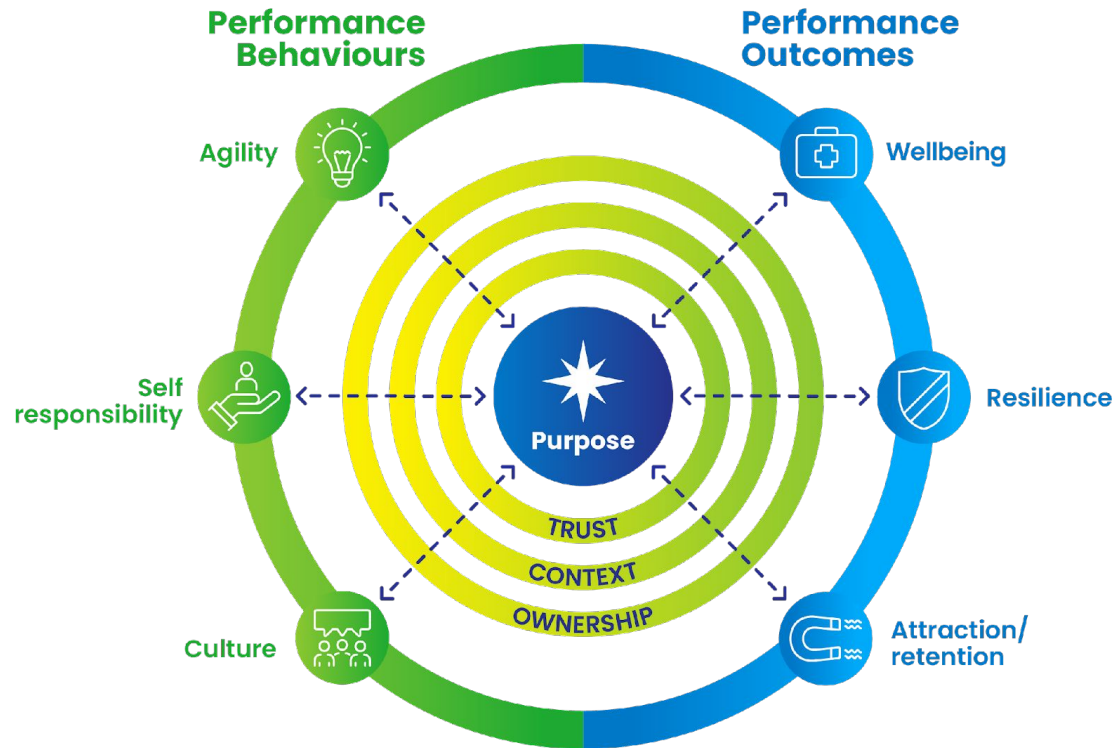 Performance
Behaviours
Performance
Outcomes
Agility
Wellbeing
Self
responsibility
Resilience
Purpose
TRUST
CONTEXT
OWNERSHIP
Culture
Attraction/
retention